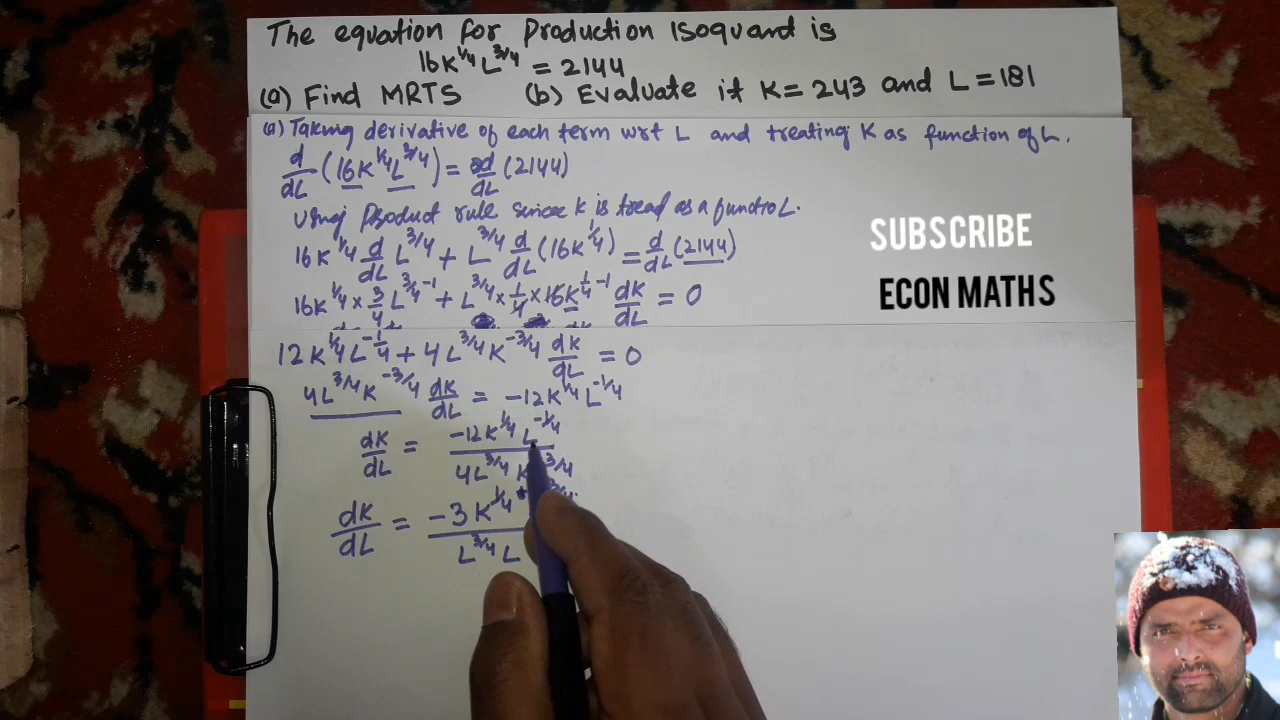 The equation for Production Isoquand is
16K^1/4 L^3/4 = 2144
(a) Find MRTS (b) Evaluate if K = 243 and L = 181
(a) Taking derivative of each term wrt L and treating K as function of L.
d/dL (16K^1/4 L^3/4) = d/dL (2144)
Using Product rule since K is tread as a functio L.
16K^1/4 d/dL L^3/4 + L^3/4 d/dL (16K^1/4) = d/dL (2144)
16K^1/4 × 3/4 L^3/4-1 + L^3/4 × 1/4 × 16K^1/4-1 dK/dL = 0
12K^1/4 L^-1/4 + 4L^3/4 K^-3/4 dK/dL = 0
4L^3/4 K^-3/4 dK/dL = -12K^1/4 L^-1/4
dK/dL = -12K^1/4 L^-1/4 / 4L^3/4 K 3/4
dK/dL = -3K^1/4 / L^3/4 L
SUBSCRIBE
ECON MATHS